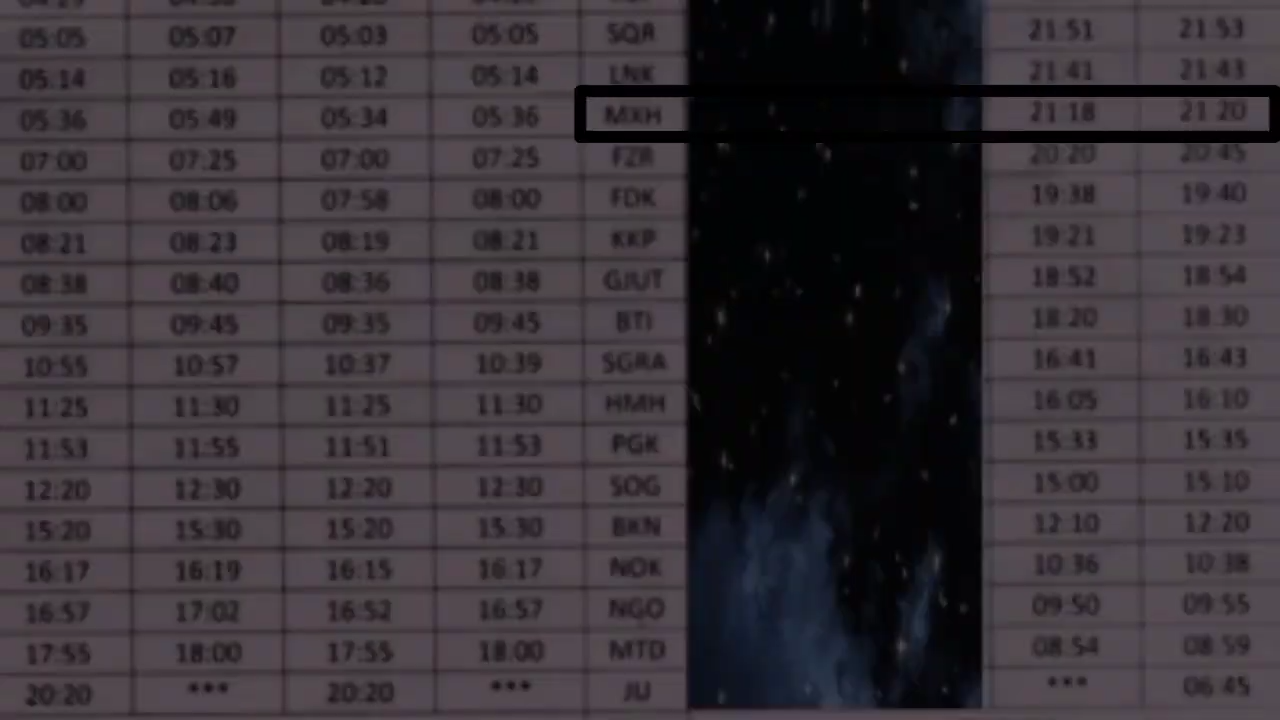 05:05 05:07 05:03 05:05 SQR 21:51 21:53
05:14 05:16 05:12 05:14 LNK 21:41 21:43
05:36 05:49 05:34 05:36 MXH 21:18 21:20
07:00 07:25 07:00 07:25 FZR 20:20 20:45
08:00 08:06 07:58 08:00 FDK 19:38 19:40
08:21 08:23 08:19 08:21 KKP 19:21 19:23
08:38 08:40 08:36 08:38 GJUT 18:52 18:54
09:35 09:45 09:35 09:45 BTI 18:20 18:30
10:55 10:57 10:37 10:39 SGRA 16:41 16:43
11:25 11:30 11:25 11:30 HMH 16:05 16:10
11:53 11:55 11:51 11:53 PGK 15:33 15:35
12:20 12:30 12:20 12:30 SOG 15:00 15:10
15:20 15:30 15:20 15:30 BKN 12:10 12:20
16:17 16:19 16:15 16:17 NOK 10:36 10:38
16:57 17:02 16:52 16:57 NGO 09:50 09:55
17:55 18:00 17:55 18:00 MTD 08:54 08:59
20:20 *** 20:20 *** JU *** 06:45